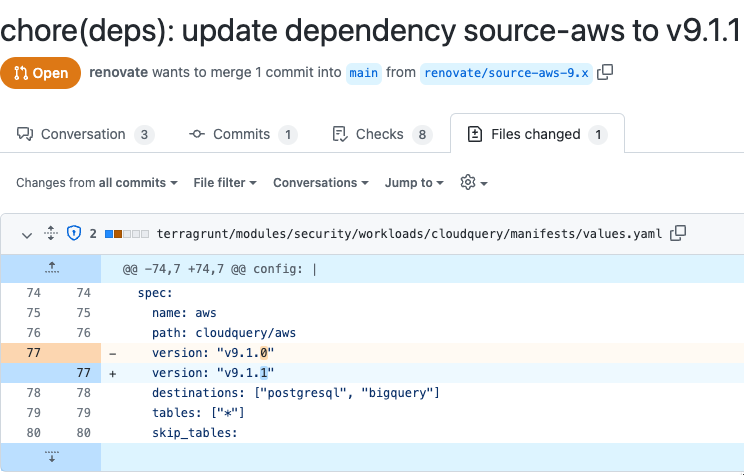 chore(deps): update dependency source-aws to v9.1.1
Open renovate wants to merge 1 commit into main from renovate/source-aws-9.x
Conversation 3 Commits 1 Checks 8 Files changed 1
Changes from all commits File filter Conversations Jump to
2 terragrunt/modules/security/workloads/cloudquery/manifests/values.yaml
@@ -74,7 +74,7 @@ config: |
74 74 spec:
75 75 name: aws
76 76 path: cloudquery/aws
77 - version: "v9.1.0"
77 + version: "v9.1.1"
78 78 destinations: ["postgresql", "bigquery"]
79 79 tables: ["*"]
80 80 skip_tables: